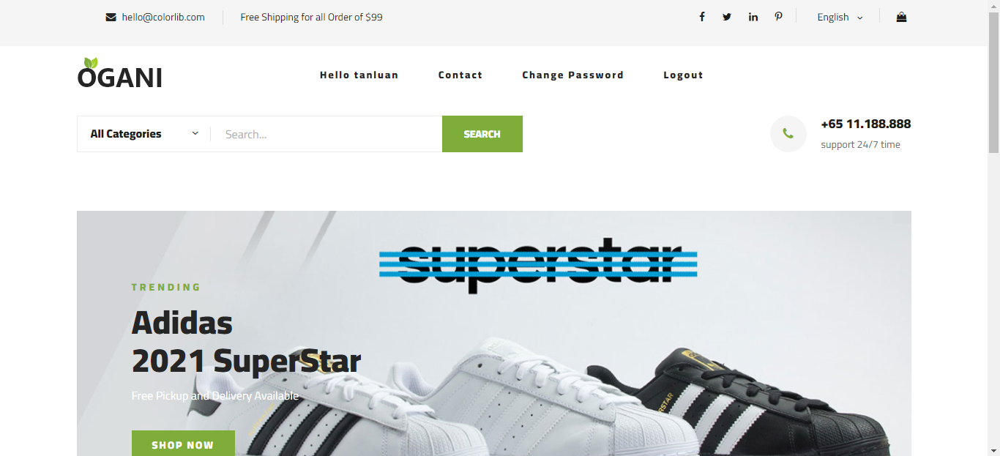 hello@colorlib.com
Free Shipping for all Order of $99
English
OGANI
Hello tanluan
Contact
Change Password
Logout
All Categories
Search...
SEARCH
+65 11.188.888
support 24/7 time
superstar
TRENDING
Adidas
2021 SuperStar
Free Pickup and Delivery Available
SHOP NOW